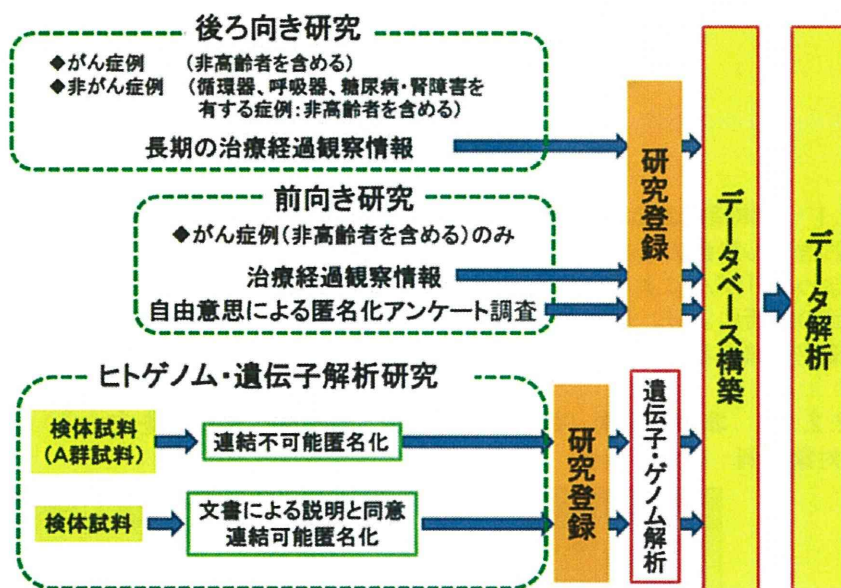 後ろ向き研究
◆がん症例 (非高齢者を含める)
◆非がん症例 (循環器、呼吸器、糖尿病・腎障害を
有する症例:非高齢者を含める)
長期の治療経過観察情報
前向き研究
◆がん症例(非高齢者を含める)のみ
治療経過観察情報
自由意思による匿名化アンケート調査
研究登録
ヒトゲノム・遺伝子解析研究
検体試料
(A群試料)
連結不可能匿名化
検体試料
文書による説明と同意
連結可能匿名化
研究登録
遺伝子・ゲノム解析
データベース構築
データ解析